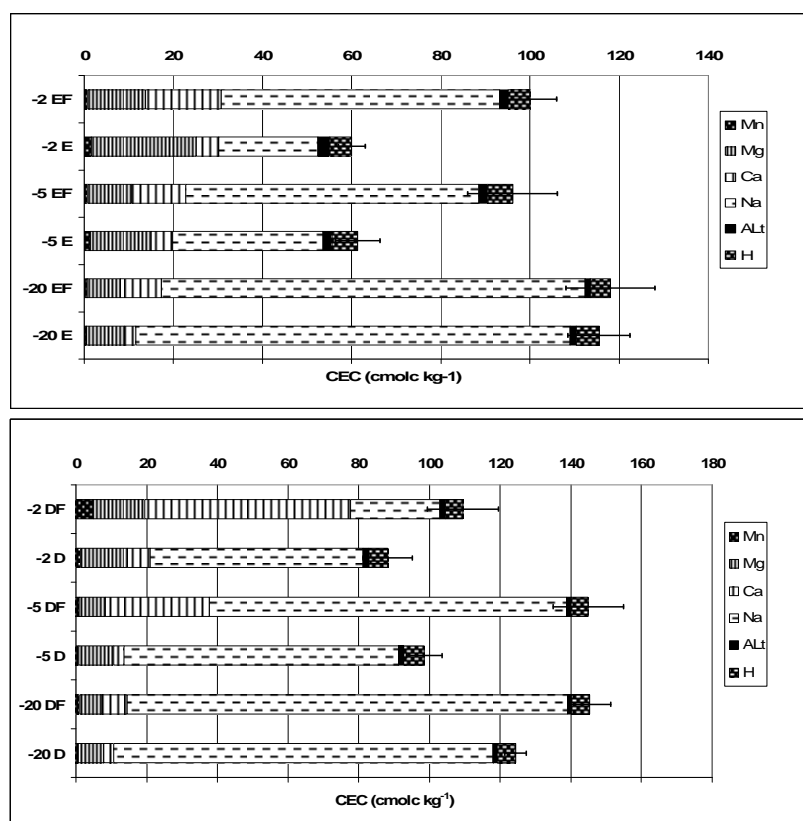 0 20 40 60 80 100 120 140
-2 EF
-2 E
-5 EF
-5 E
-20 EF
-20 E
CEC (cmolc kg-1)
Mn
Mg
Ca
Na
ALt
H
0 20 40 60 80 100 120 140 160 180
-2 DF
-2 D
-5 DF
-5 D
-20 DF
-20 D
CEC (cmolc kg⁻¹)
Mn
Mg
Ca
Na
ALt
H